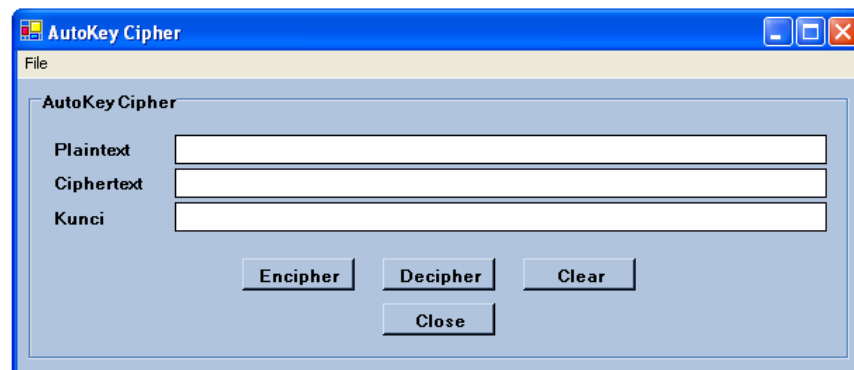 AutoKey Cipher
File
AutoKey Cipher
Plaintext
Ciphertext
Kunci
Encipher Decipher Clear
Close